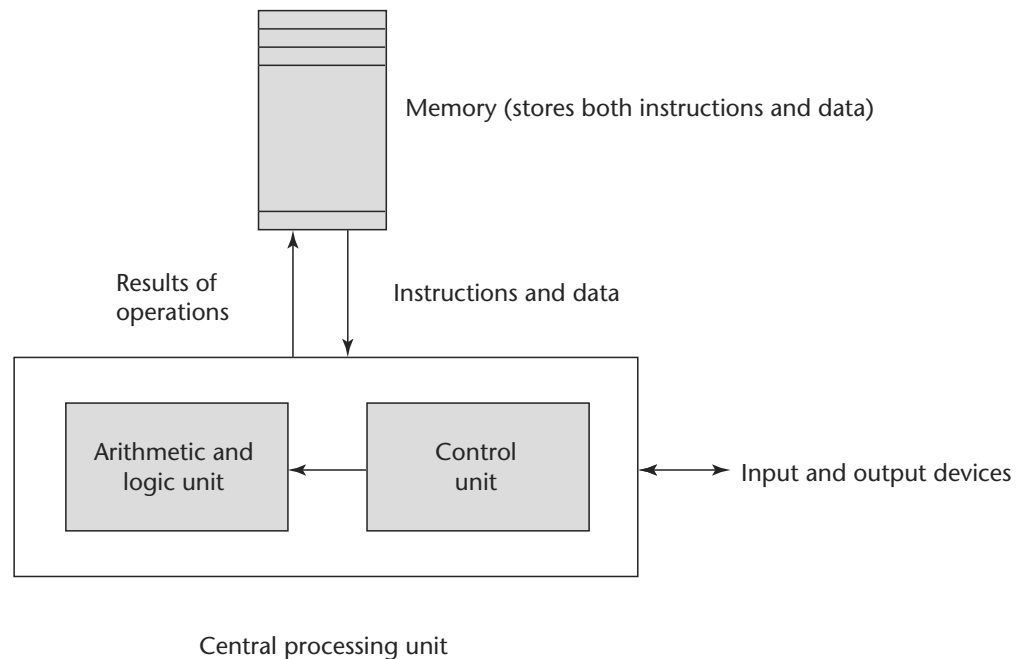 Memory (stores both instructions and data)
Results of
operations
Instructions and data
Arithmetic and
logic unit
Control
unit
Input and output devices
Central processing unit